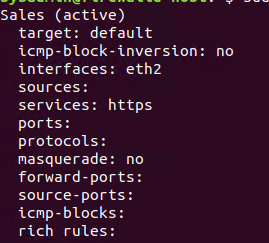 Sales (active)
  target: default
  icmp-block-inversion: no
  interfaces: eth2
  sources:
  services: https
  ports:
  protocols:
  masquerade: no
  forward-ports:
  source-ports:
  icmp-blocks:
  rich rules: